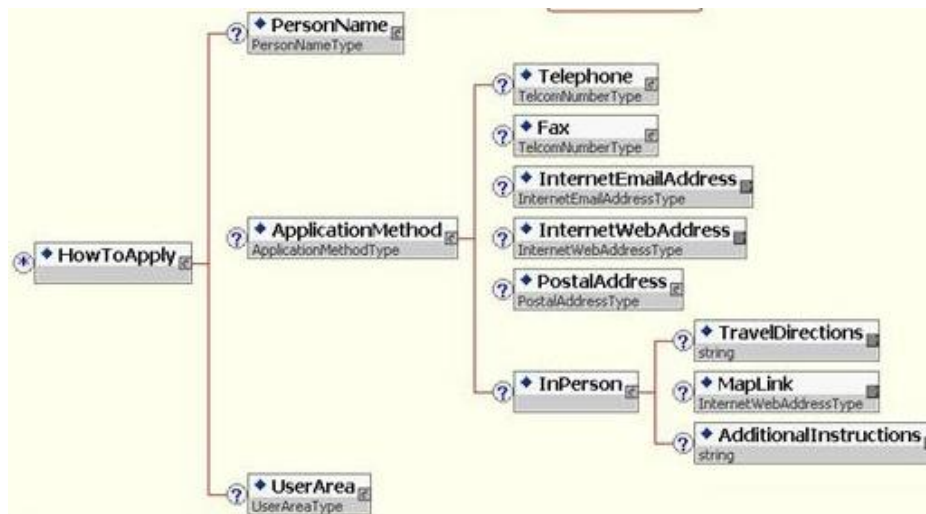 PersonName
PersonNameType
Telephone
TelcomNumberType
Fax
TelcomNumberType
InternetEmailAddress
InternetEmailAddressType
ApplicationMethod
ApplicationMethodType
InternetWebAddress
InternetWebAddressType
HowToApply
PostalAddress
PostalAddressType
TravelDirections
string
InPerson
MapLink
InternetWebAddressType
AdditionalInstructions
string
UserArea
UserAreaType